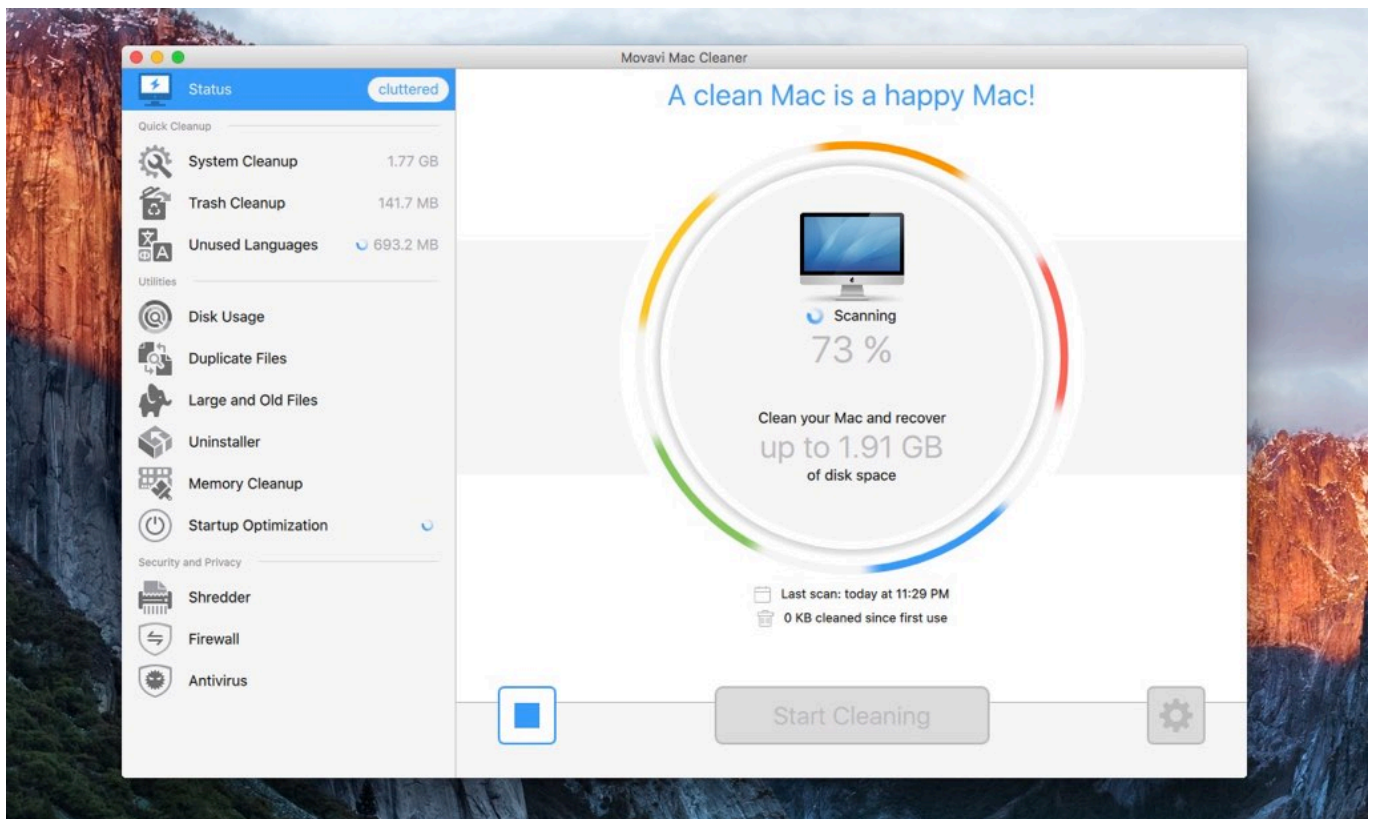 Movavi Mac Cleaner
Status
cluttered
Quick Cleanup
System Cleanup 1.77 GB
Trash Cleanup 141.7 MB
Unused Languages 693.2 MB
Utilities
Disk Usage
Duplicate Files
Large and Old Files
Uninstaller
Memory Cleanup
Startup Optimization
Security and Privacy
Shredder
Firewall
Antivirus
A clean Mac is a happy Mac!
Scanning
73 %
Clean your Mac and recover
up to 1.91 GB
of disk space
Last scan: today at 11:29 PM
0 KB cleaned since first use
Start Cleaning